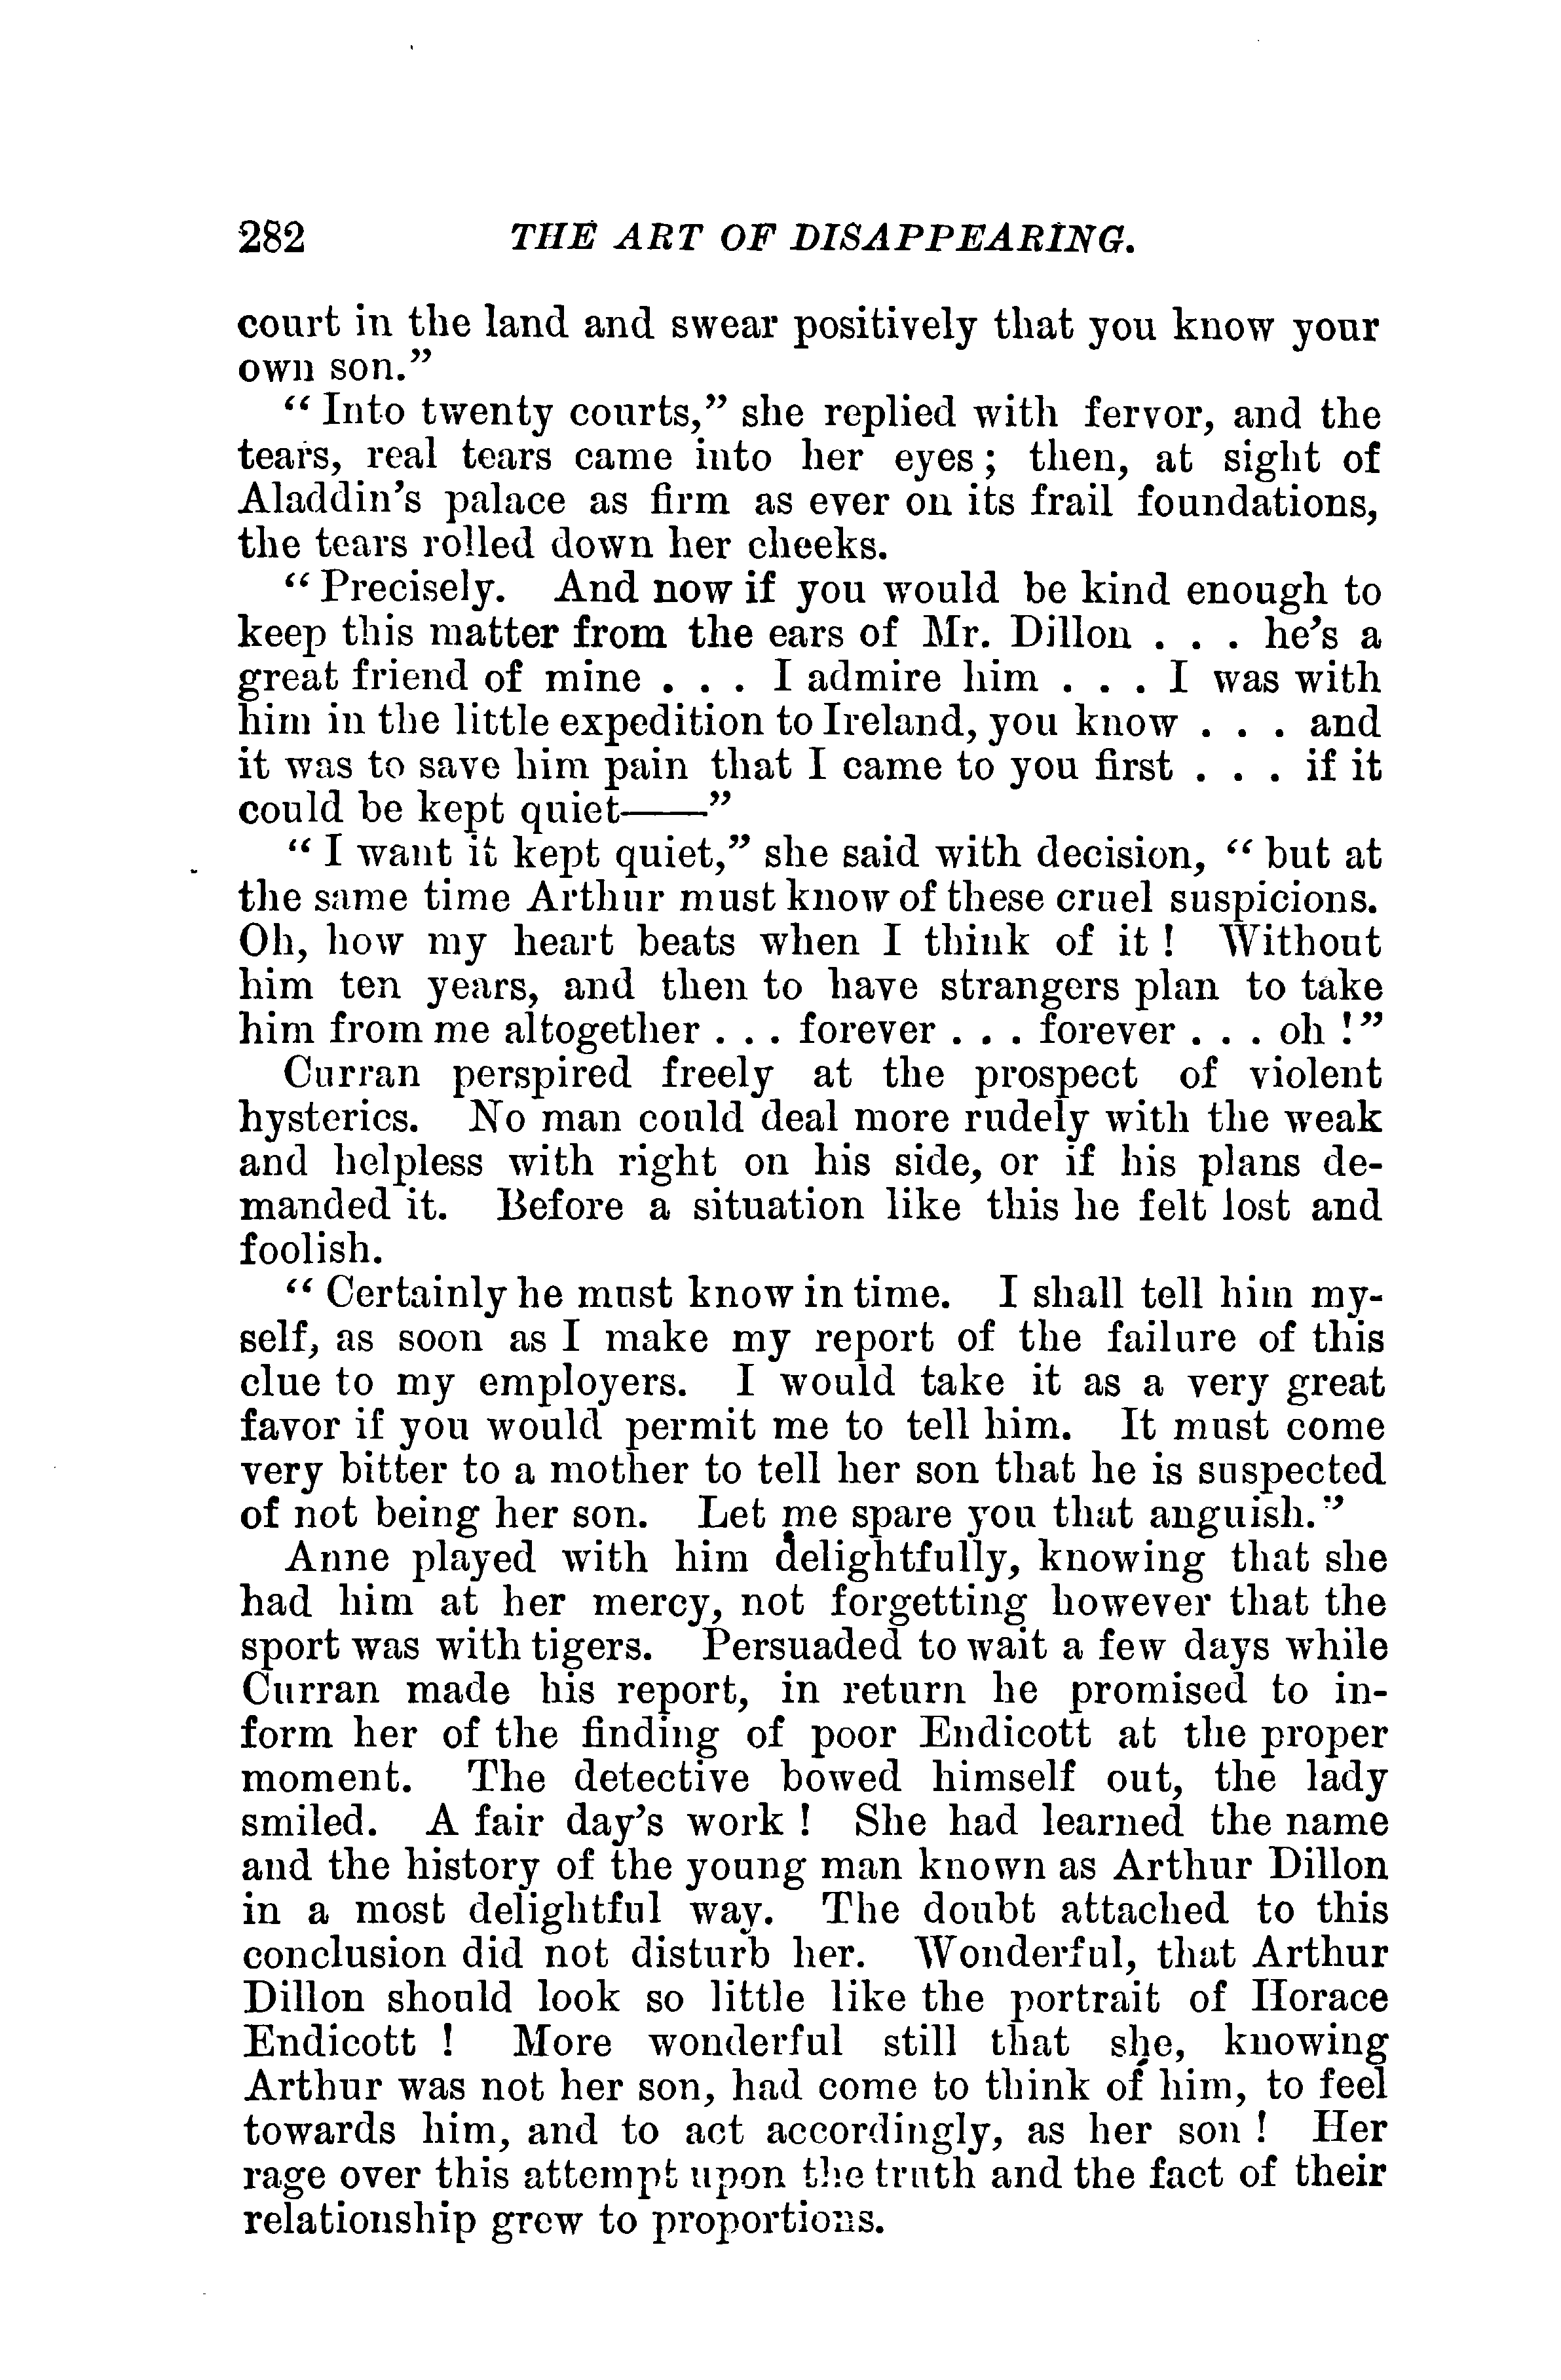 282 THE ART OF DISAPPEARING.
court in the land and swear positively that you know your
own son.”
“Into twenty courts,” she replied with fervor, and the
tears, real tears came into her eyes; then, at sight of
Aladdin’s palace as firm as ever on its frail foundations,
the tears rolled down her cheeks.
“Precisely. And now if you would be kind enough to
keep this matter from the ears of Mr. Dillon . . . he’s a
great friend of mine . . . I admire him . . . I was with
him in the little expedition to Ireland, you know . . . and
it was to save him pain that I came to you first . . . if it
could be kept quiet——”
“I want it kept quiet,” she said with decision, “but at
the same time Arthur must know of these cruel suspicions.
Oh, how my heart beats when I think of it! Without
him ten years, and then to have strangers plan to take
him from me altogether . . . forever . . . forever . . . oh!”
Curran perspired freely at the prospect of violent
hysterics. No man could deal more rudely with the weak
and helpless with right on his side, or if his plans de-
manded it. Before a situation like this he felt lost and
foolish.
“Certainly he must know in time. I shall tell him my-
self, as soon as I make my report of the failure of this
clue to my employers. I would take it as a very great
favor if you would permit me to tell him. It must come
very bitter to a mother to tell her son that he is suspected
of not being her son. Let me spare you that anguish.”
Anne played with him delightfully, knowing that she
had him at her mercy, not forgetting however that the
sport was with tigers. Persuaded to wait a few days while
Curran made his report, in return he promised to in-
form her of the finding of poor Endicott at the proper
moment. The detective bowed himself out, the lady
smiled. A fair day’s work! She had learned the name
and the history of the young man known as Arthur Dillon
in a most delightful way. The doubt attached to this
conclusion did not disturb her. Wonderful, that Arthur
Dillon should look so little like the portrait of Horace
Endicott! More wonderful still that she, knowing
Arthur was not her son, had come to think of him, to feel
towards him, and to act accordingly, as her son! Her
rage over this attempt upon the truth and the fact of their
relationship grew to proportions.